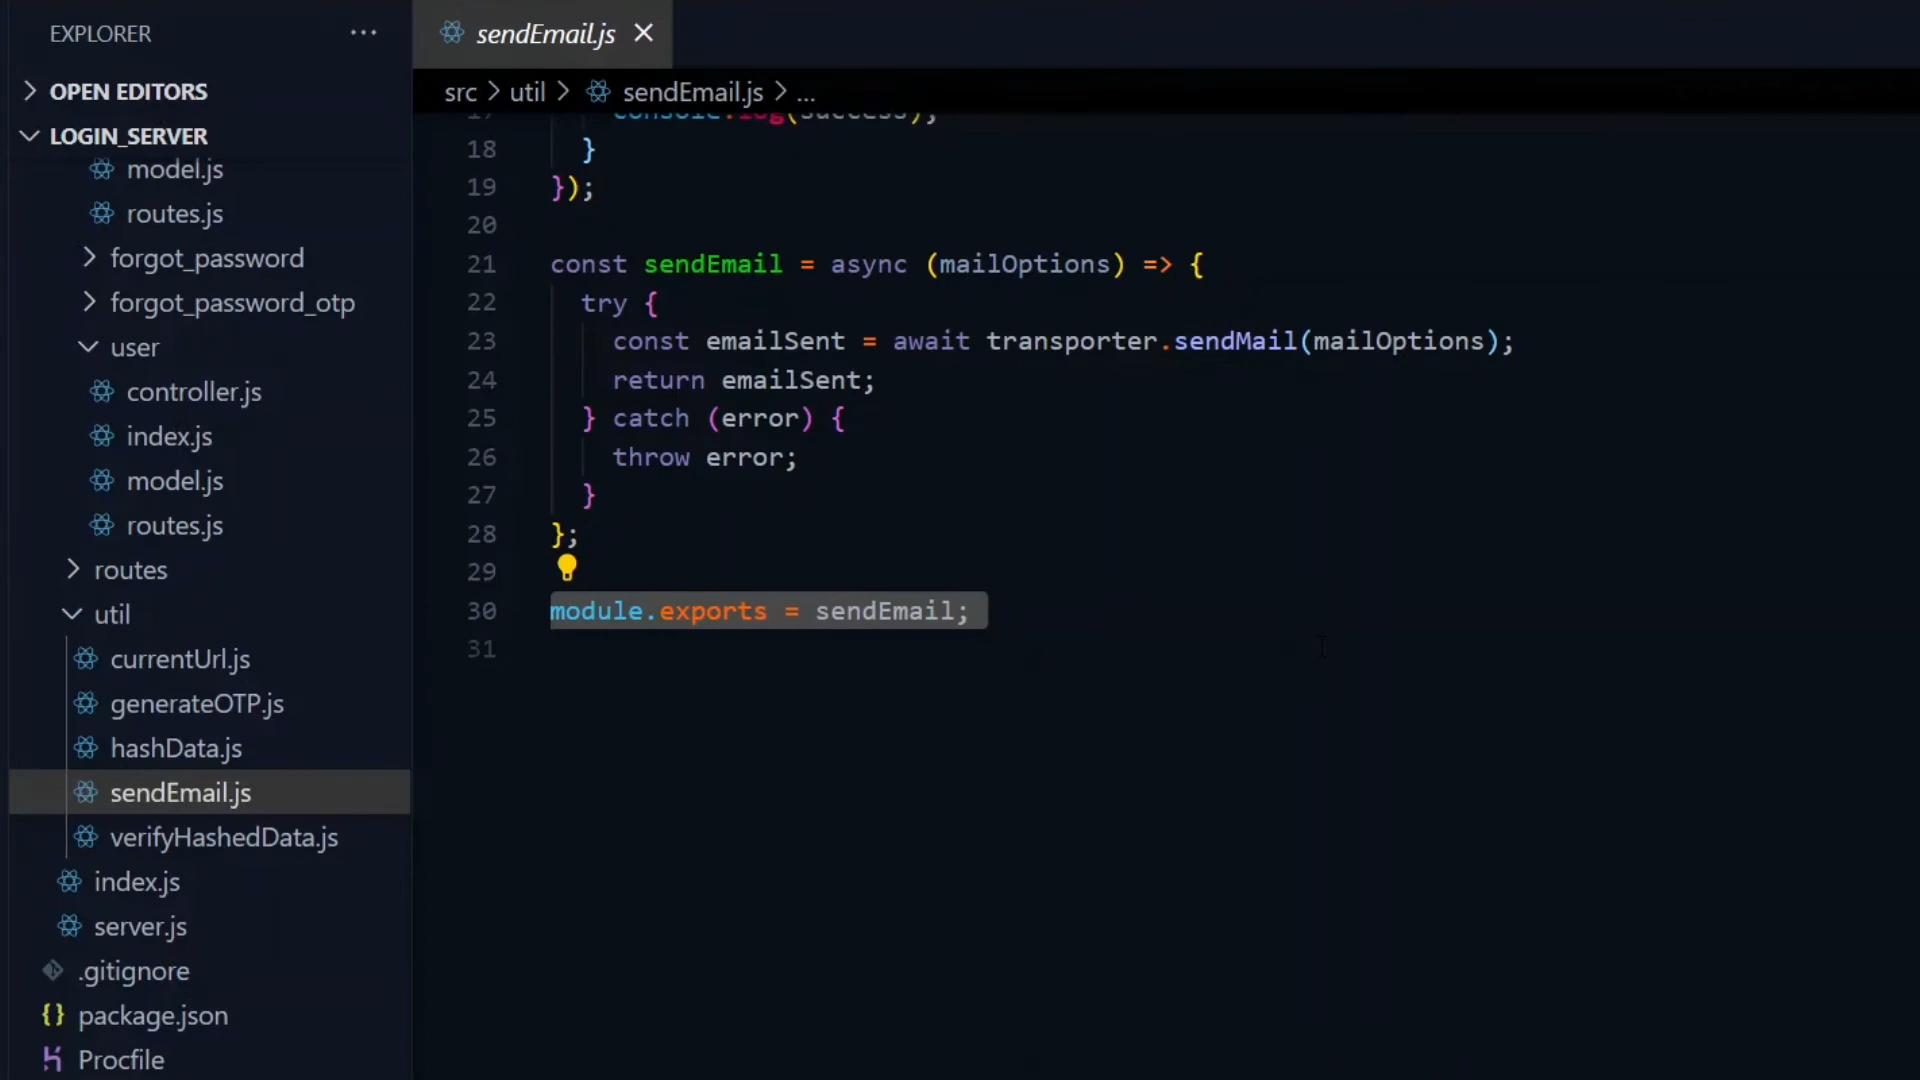 EXPLORER
OPEN EDITORS
LOGIN_SERVER
model.js
routes.js
forgot_password
forgot_password_otp
user
controller.js
index.js
model.js
routes.js
routes
util
currentUrl.js
generateOTP.js
hashData.js
sendEmail.js
verifyHashedData.js
index.js
server.js
.gitignore
package.json
Procfile
sendEmail.js
src > util > sendEmail.js > ...
17 console.log(success);
18 }
19 });
20
21 const sendEmail = async (mailOptions) => {
22 try {
23 const emailSent = await transporter.sendMail(mailOptions);
24 return emailSent;
25 } catch (error) {
26 throw error;
27 }
28 };
29
30 module.exports = sendEmail;
31